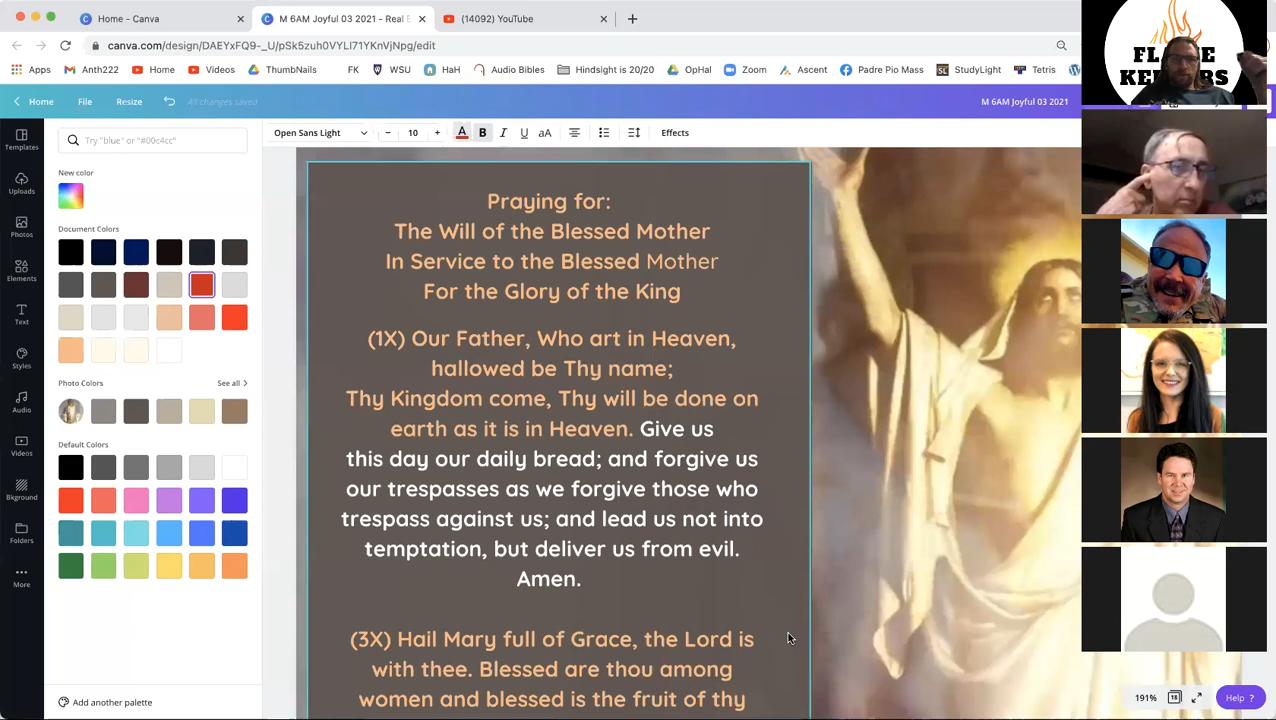 Home - Canva
M 6AM Joyful 03 2021 - Real E
(14092) YouTube
canva.com/design/DAEYxFQ9-_U/pSk5zuh0VYLl71YKnVjNpg/edit
Apps
Anth222
Home
Videos
ThumbNails
FK
WSU
HaH
Audio Bibles
Hindsight is 20/20
OpHal
Zoom
Ascent
Padre Pio Mass
StudyLight
Tetris
Home
File
Resize
All changes saved
M 6AM Joyful 03 2021
Templates
Uploads
Photos
Elements
Text
Styles
Audio
Videos
Bkground
Folders
More
Try "blue" or "#00c4cc"
New color
Document Colors
Photo Colors
See all
Default Colors
Add another palette
Open Sans Light
− 10 +
A B I U aA
Effects
Praying for:
The Will of the Blessed Mother
In Service to the Blessed Mother
For the Glory of the King
(1X) Our Father, Who art in Heaven,
hallowed be Thy name;
Thy Kingdom come, Thy will be done on
earth as it is in Heaven. Give us
this day our daily bread; and forgive us
our trespasses as we forgive those who
trespass against us; and lead us not into
temptation, but deliver us from evil.
Amen.
(3X) Hail Mary full of Grace, the Lord is
with thee. Blessed are thou among
women and blessed is the fruit of thy
191%
18
Help ?